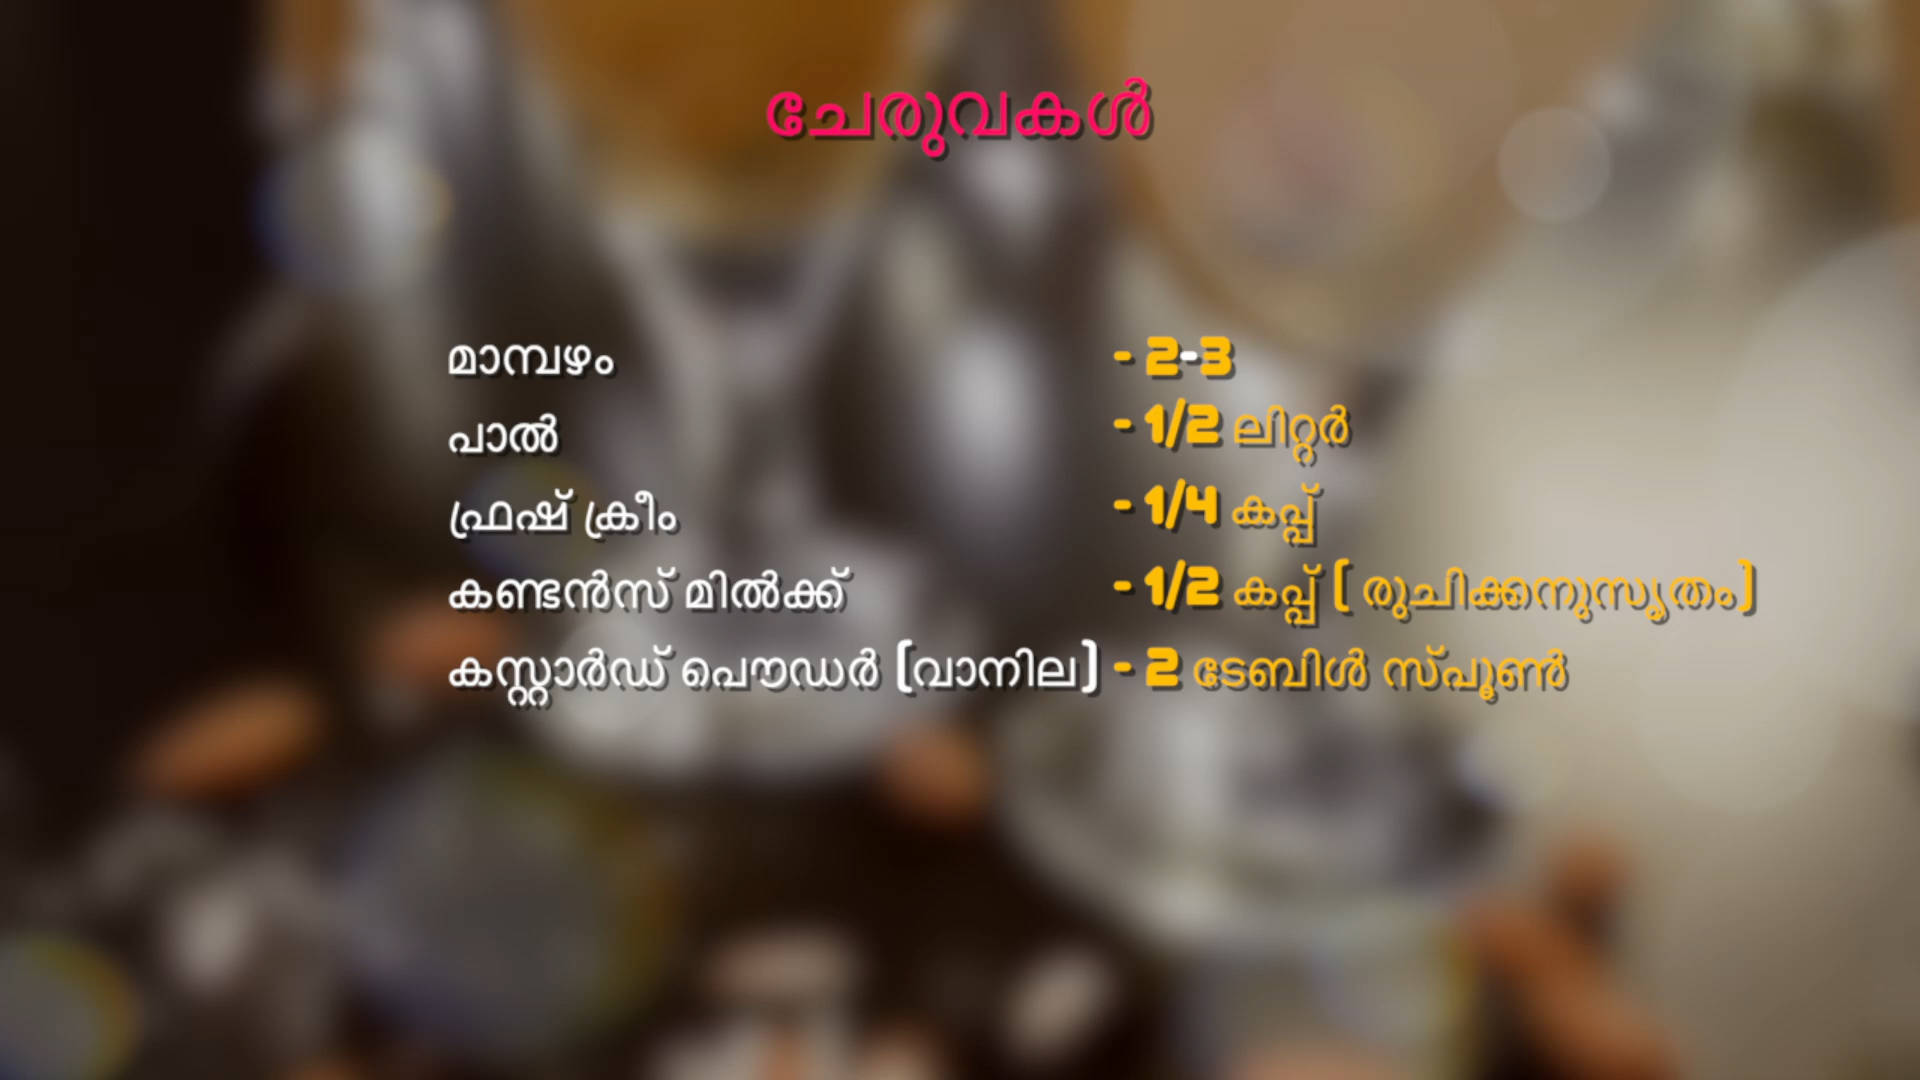 ചേരുവകൾ
മാമ്പഴം - 2-3
പാൽ - 1/2 ലിറ്റർ
ഫ്രഷ് ക്രീം - 1/4 കപ്പ്
കണ്ടൻസ് മിൽക്ക് - 1/2 കപ്പ് ( രുചിക്കനുസൃതം)
കസ്റ്റാർഡ് പൌഡർ (വാനില) - 2 ടേബിൾ സ്പൂൺ